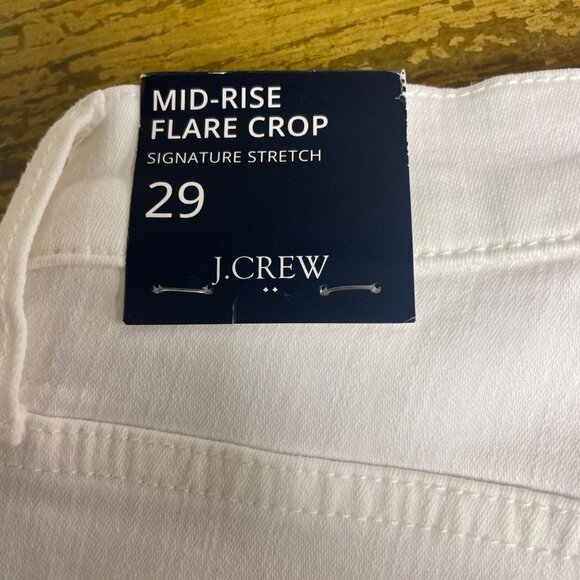 MID-RISE
FLARE CROP
SIGNATURE STRETCH
29
J.CREW